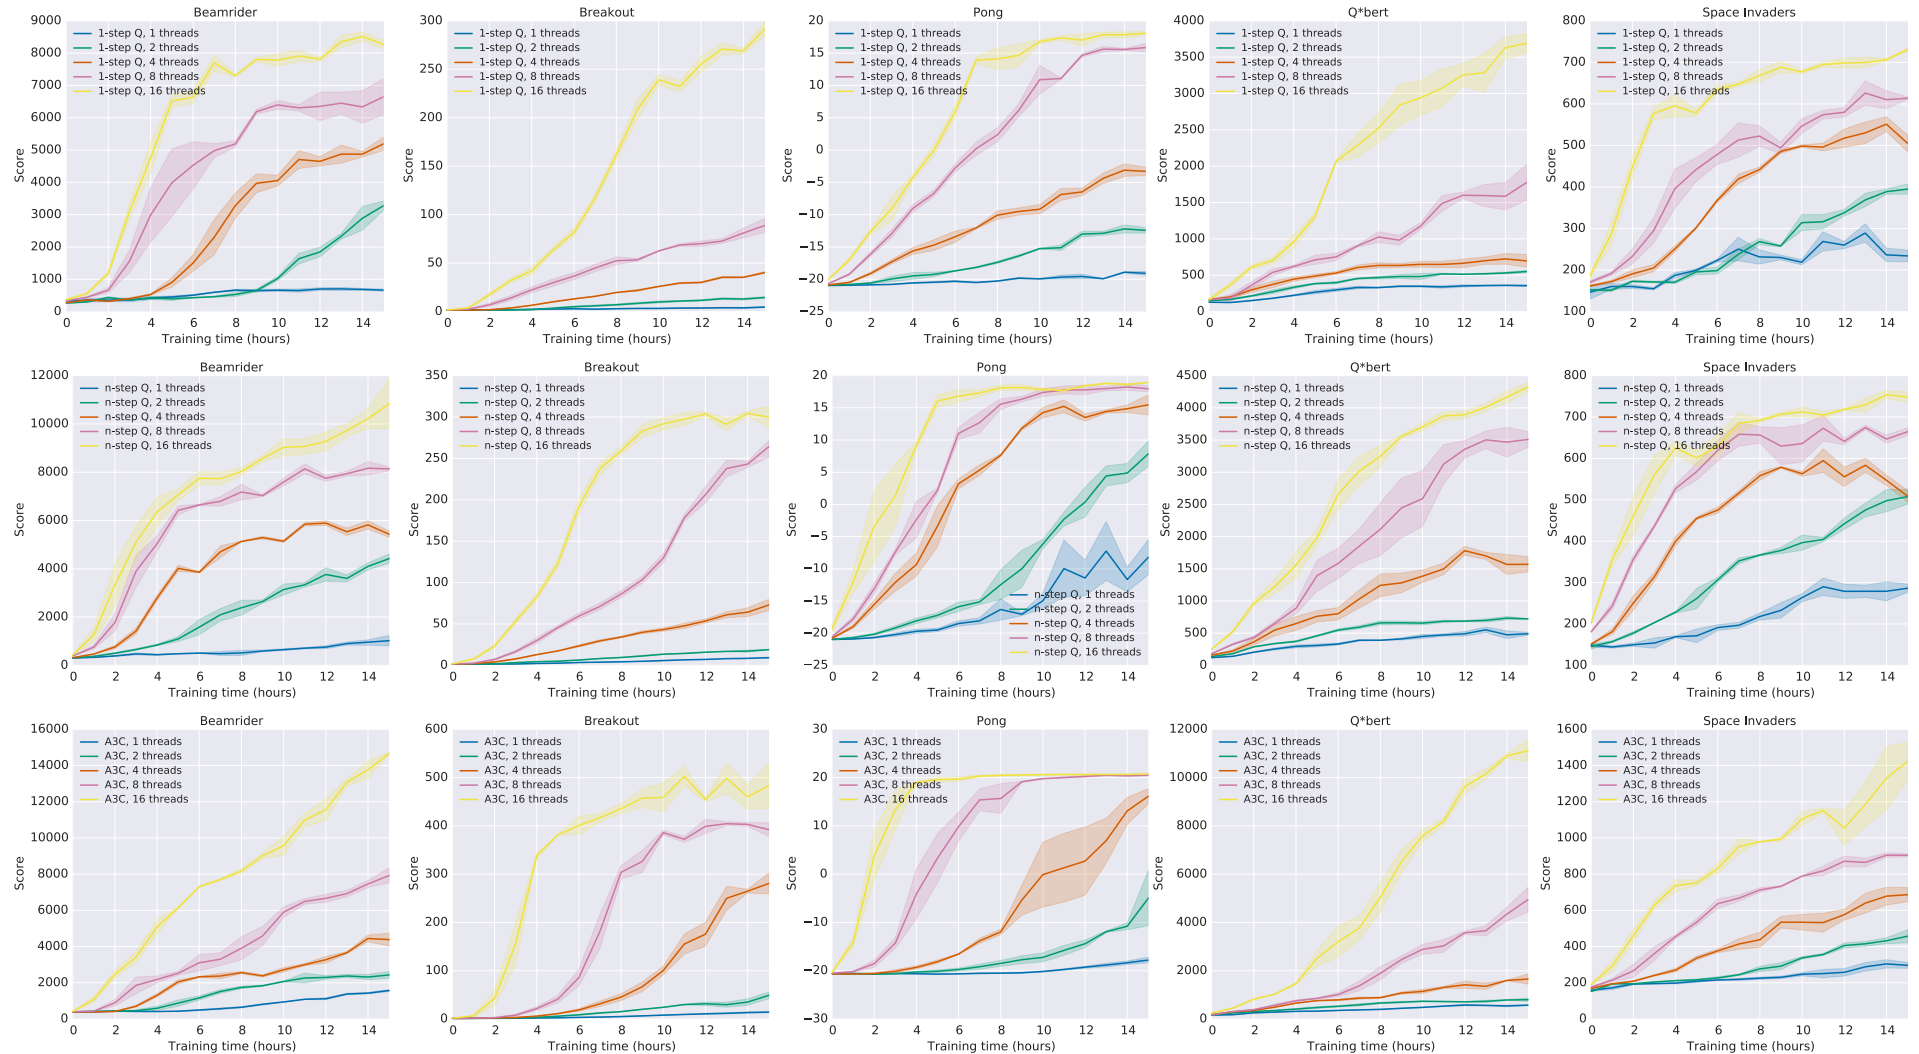 Beamrider
9000
8000
7000
6000
5000
4000
3000
2000
1000
0
Score
1-step Q, 1 threads
1-step Q, 2 threads
1-step Q, 4 threads
1-step Q, 8 threads
1-step Q, 16 threads
0 2 4 6 8 10 12 14
Training time (hours)
Breakout
300
250
200
150
100
50
0
Score
1-step Q, 1 threads
1-step Q, 2 threads
1-step Q, 4 threads
1-step Q, 8 threads
1-step Q, 16 threads
0 2 4 6 8 10 12 14
Training time (hours)
Pong
20
15
10
5
0
−5
−10
−15
−20
−25
Score
1-step Q, 1 threads
1-step Q, 2 threads
1-step Q, 4 threads
1-step Q, 8 threads
1-step Q, 16 threads
0 2 4 6 8 10 12 14
Training time (hours)
Q*bert
4000
3500
3000
2500
2000
1500
1000
500
0
Score
1-step Q, 1 threads
1-step Q, 2 threads
1-step Q, 4 threads
1-step Q, 8 threads
1-step Q, 16 threads
0 2 4 6 8 10 12 14
Training time (hours)
Space Invaders
800
700
600
500
400
300
200
100
Score
1-step Q, 1 threads
1-step Q, 2 threads
1-step Q, 4 threads
1-step Q, 8 threads
1-step Q, 16 threads
0 2 4 6 8 10 12 14
Training time (hours)
Beamrider
12000
10000
8000
6000
4000
2000
0
Score
n-step Q, 1 threads
n-step Q, 2 threads
n-step Q, 4 threads
n-step Q, 8 threads
n-step Q, 16 threads
0 2 4 6 8 10 12 14
Training time (hours)
Breakout
350
300
250
200
150
100
50
0
Score
n-step Q, 1 threads
n-step Q, 2 threads
n-step Q, 4 threads
n-step Q, 8 threads
n-step Q, 16 threads
0 2 4 6 8 10 12 14
Training time (hours)
Pong
20
15
10
5
0
−5
−10
−15
−20
−25
Score
n-step Q, 1 threads
n-step Q, 2 threads
n-step Q, 4 threads
n-step Q, 8 threads
n-step Q, 16 threads
0 2 4 6 8 10 12 14
Training time (hours)
Q*bert
4500
4000
3500
3000
2500
2000
1500
1000
500
0
Score
n-step Q, 1 threads
n-step Q, 2 threads
n-step Q, 4 threads
n-step Q, 8 threads
n-step Q, 16 threads
0 2 4 6 8 10 12 14
Training time (hours)
Space Invaders
800
700
600
500
400
300
200
100
Score
n-step Q, 1 threads
n-step Q, 2 threads
n-step Q, 4 threads
n-step Q, 8 threads
n-step Q, 16 threads
0 2 4 6 8 10 12 14
Training time (hours)
Beamrider
16000
14000
12000
10000
8000
6000
4000
2000
0
Score
A3C, 1 threads
A3C, 2 threads
A3C, 4 threads
A3C, 8 threads
A3C, 16 threads
0 2 4 6 8 10 12 14
Training time (hours)
Breakout
600
500
400
300
200
100
0
Score
A3C, 1 threads
A3C, 2 threads
A3C, 4 threads
A3C, 8 threads
A3C, 16 threads
0 2 4 6 8 10 12 14
Training time (hours)
Pong
30
20
10
0
−10
−20
−30
Score
A3C, 1 threads
A3C, 2 threads
A3C, 4 threads
A3C, 8 threads
A3C, 16 threads
0 2 4 6 8 10 12 14
Training time (hours)
Q*bert
12000
10000
8000
6000
4000
2000
0
Score
A3C, 1 threads
A3C, 2 threads
A3C, 4 threads
A3C, 8 threads
A3C, 16 threads
0 2 4 6 8 10 12 14
Training time (hours)
Space Invaders
1600
1400
1200
1000
800
600
400
200
0
Score
A3C, 1 threads
A3C, 2 threads
A3C, 4 threads
A3C, 8 threads
A3C, 16 threads
0 2 4 6 8 10 12 14
Training time (hours)